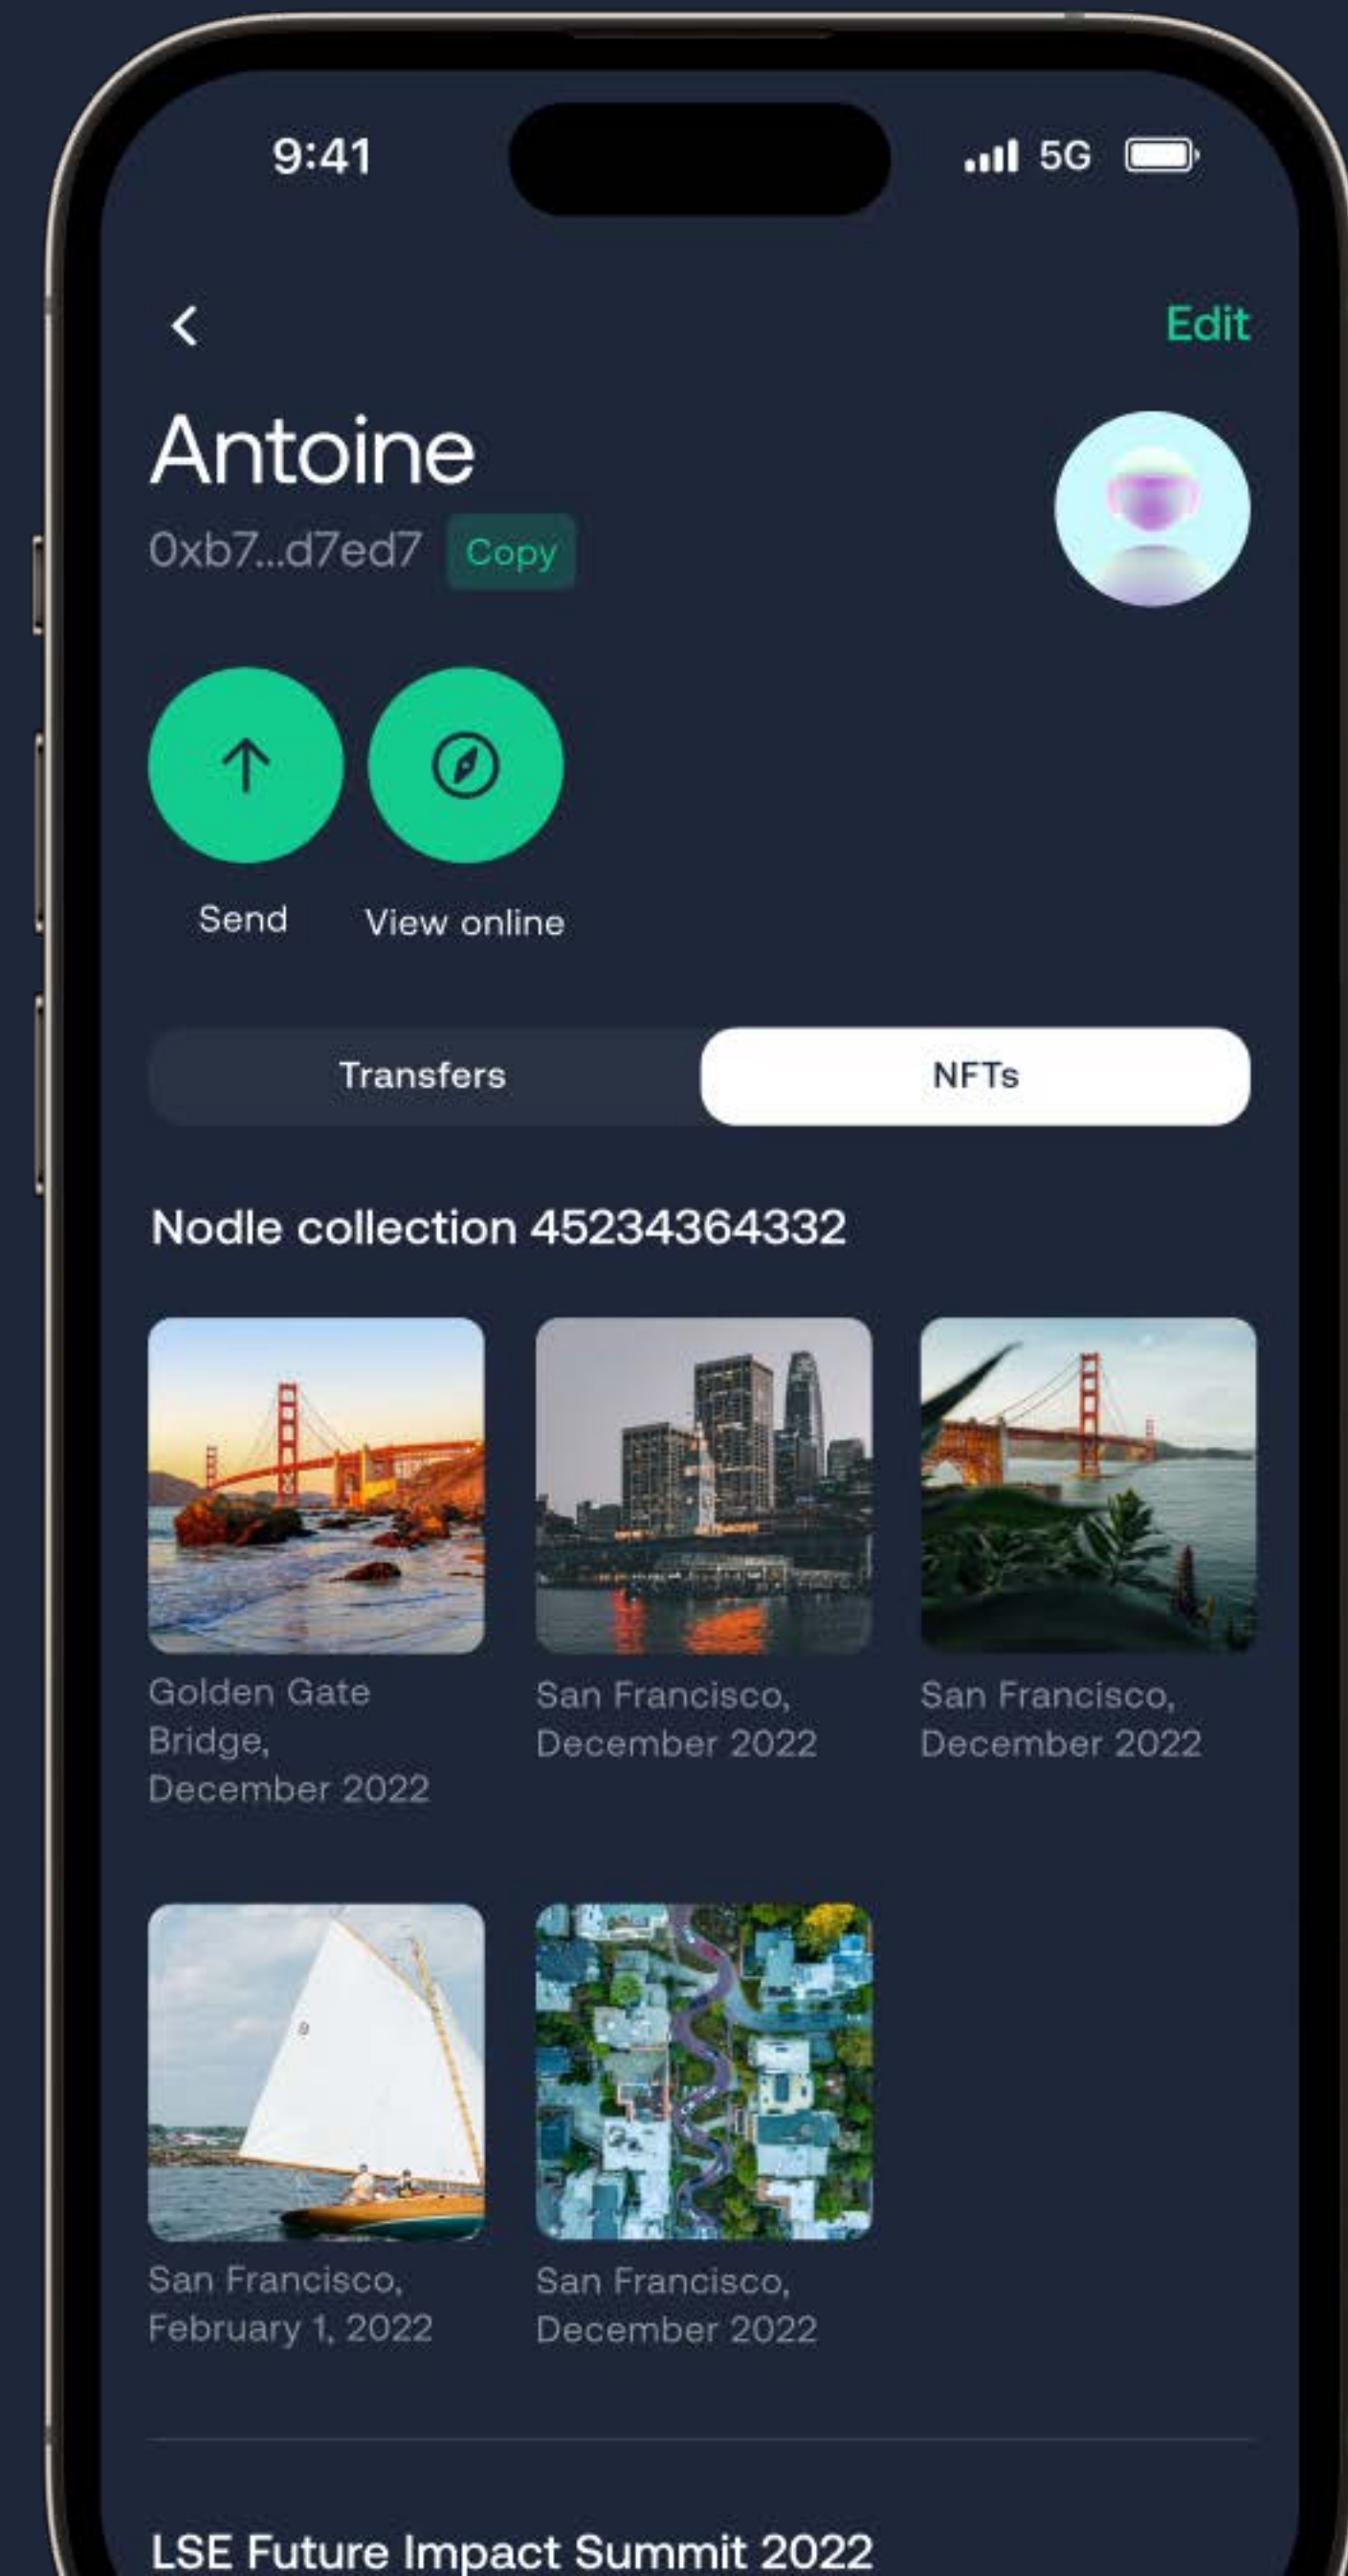 9:41
5G
Edit
Antoine
0xb7...d7ed7
Copy
Send
View online
Transfers
NFTs
Nodle collection 45234364332
Golden Gate
Bridge,
December 2022
San Francisco,
December 2022
San Francisco,
December 2022
San Francisco,
February 1, 2022
San Francisco,
December 2022
LSE Future Impact Summit 2022